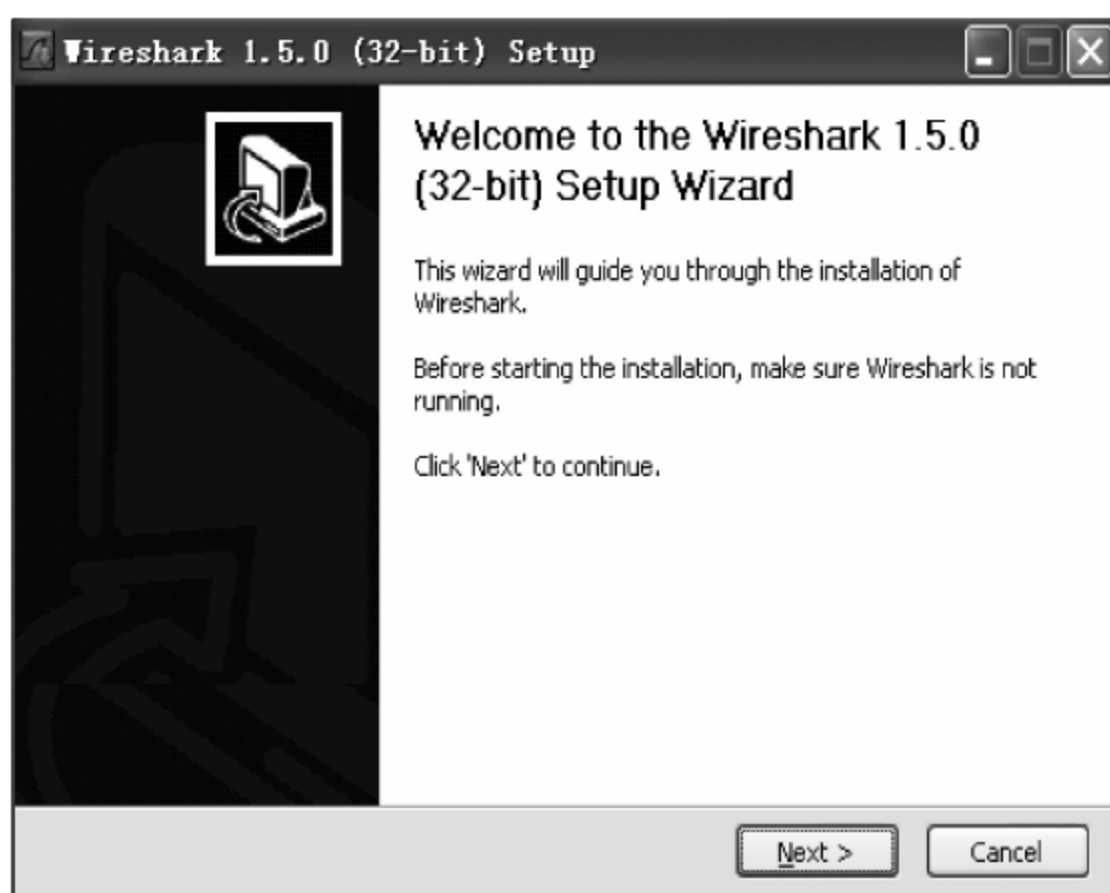 Wireshark 1.5.0 (32-bit) Setup
Welcome to the Wireshark 1.5.0
(32-bit) Setup Wizard
This wizard will guide you through the installation of
Wireshark.
Before starting the installation, make sure Wireshark is not
running.
Click 'Next' to continue.
Next >
Cancel